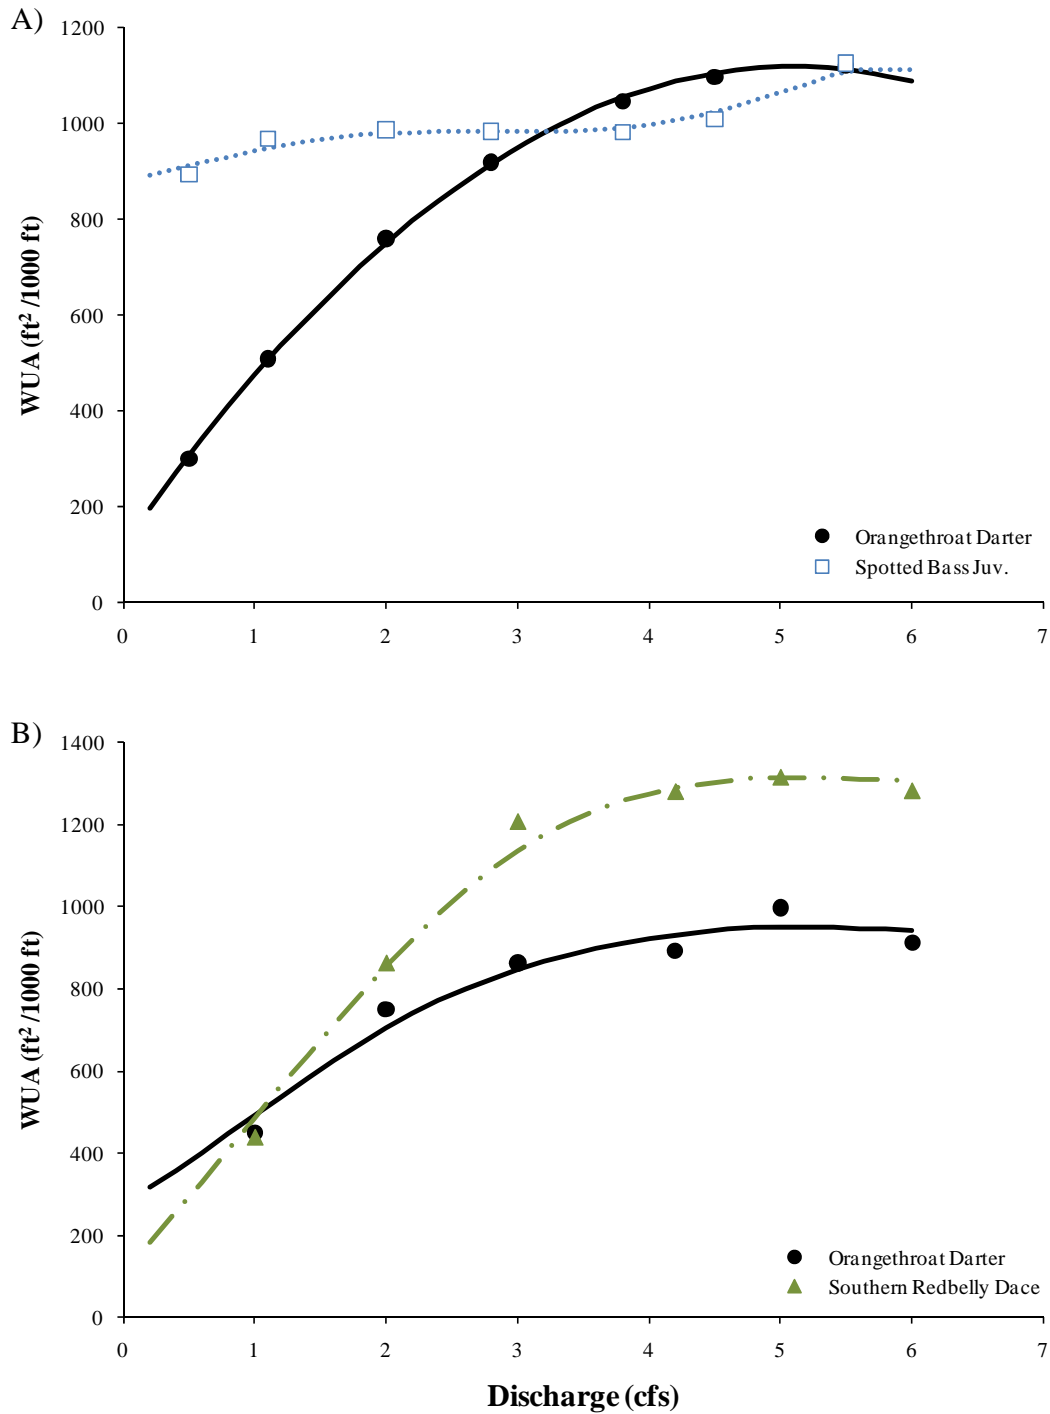 A)
1200
1000
800
600
400
200
0
WUA (ft² /1000 ft)
0 1 2 3 4 5 6 7
Orangethroat Darter
Spotted Bass Juv.
B)
1400
1200
1000
800
600
400
200
0
WUA (ft² /1000 ft)
0 1 2 3 4 5 6 7
Orangethroat Darter
Southern Redbelly Dace
Discharge (cfs)